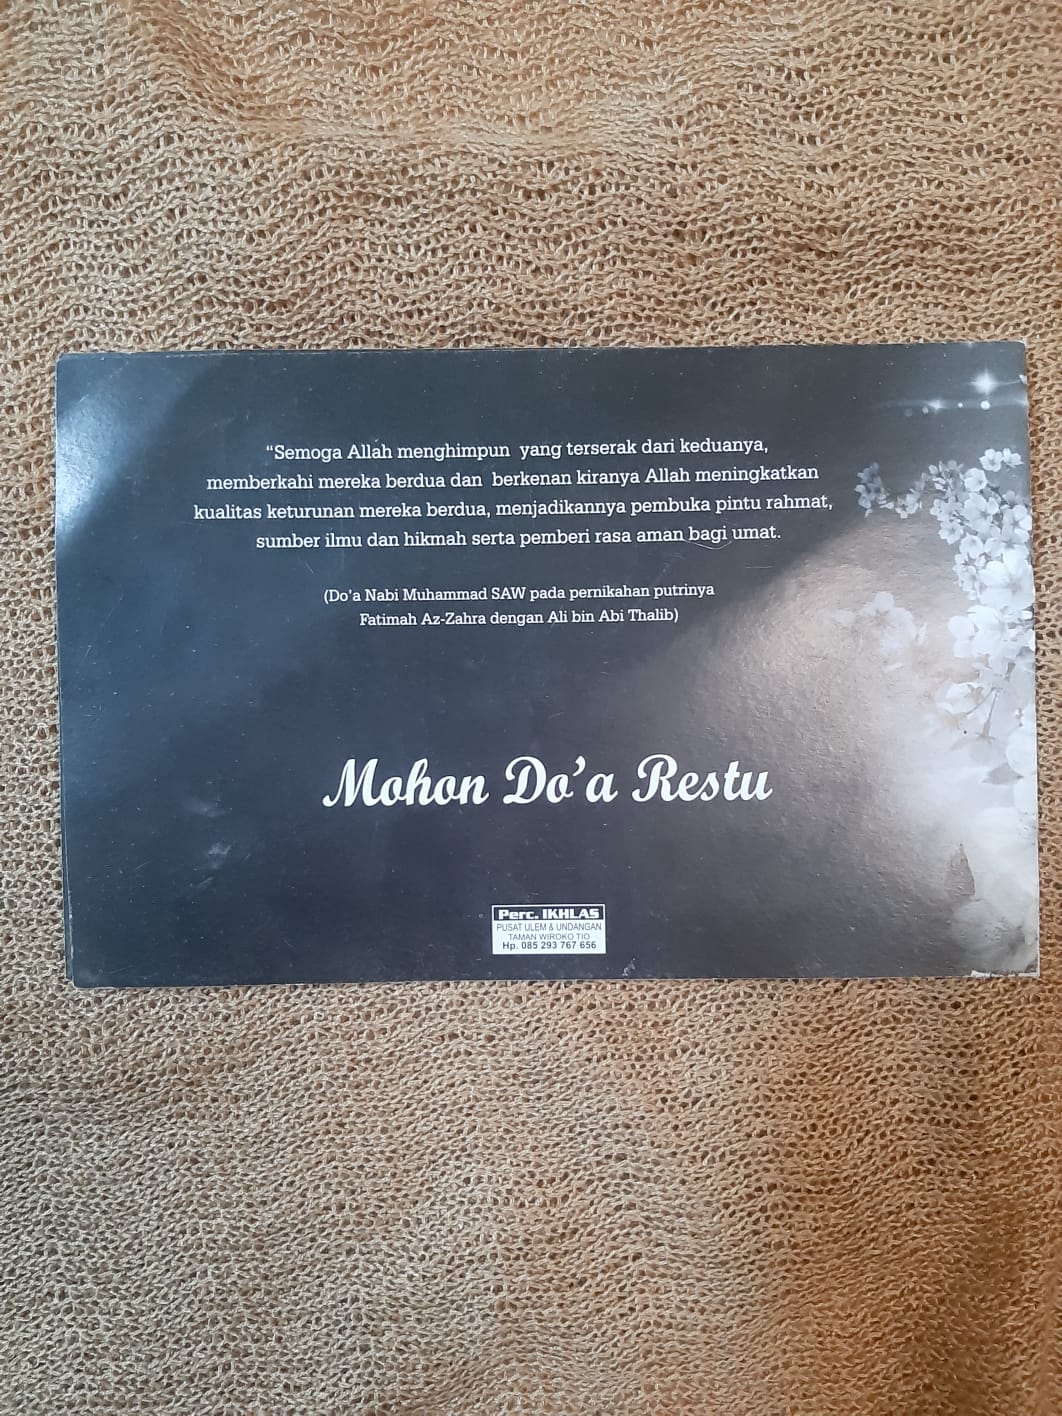 “Semoga Allah menghimpun yang terserak dari keduanya,
memberkahi mereka berdua dan berkenan kiranya Allah meningkatkan
kualitas keturunan mereka berdua, menjadikannya pembuka pintu rahmat,
sumber ilmu dan hikmah serta pemberi rasa aman bagi umat.
(Do'a Nabi Muhammad SAW pada pernikahan putrinya
Fatimah Az-Zahra dengan Ali bin Abi Thalib)
Mohon Do'a Restu
Perc. IKHLAS
PUSAT ULEM & UNDANGAN
TAMAN WIROKO TIO
Hp. 085 293 767 656